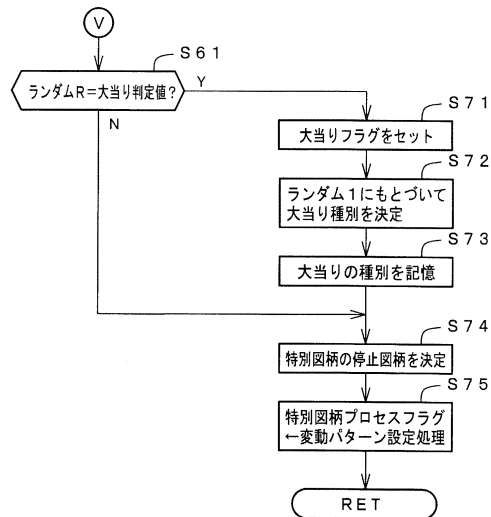 V
S61
ランダムR=大当り判定値?
Y
N
S71
大当りフラグをセット
S72
ランダム1にもとづいて
大当り種別を決定
S73
大当りの種別を記憶
S74
特別図柄の停止図柄を決定
S75
特別図柄プロセスフラグ
←変動パターン設定処理
RET